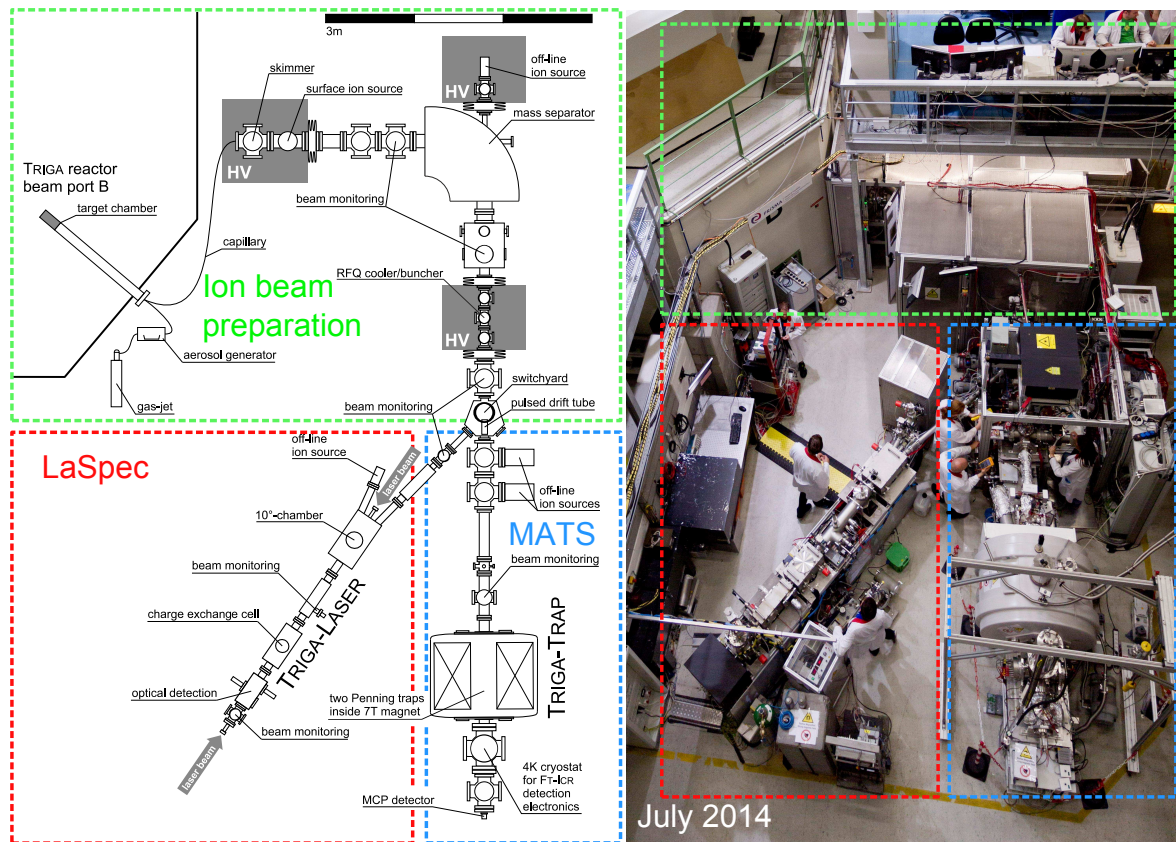 3m
off-line
ion source
HV
skimmer
surface ion source
mass separator
HV
TRIGA reactor
beam port B
target chamber
beam monitoring
capillary
RFQ cooler/buncher
Ion beam
preparation
HV
aerosol generator
switchyard
gas-jet
beam monitoring
pulsed drift tube
LaSpec
off-line
ion source
laser beam
off-line
ion sources
10°-chamber
MATS
beam monitoring
beam monitoring
charge exchange cell
TRIGA-LASER
optical detection
two Penning traps
inside 7T magnet
TRIGA-TRAP
beam monitoring
laser beam
4K cryostat
for FT-ICR
detection
electronics
MCP detector
PRISMA
July 2014